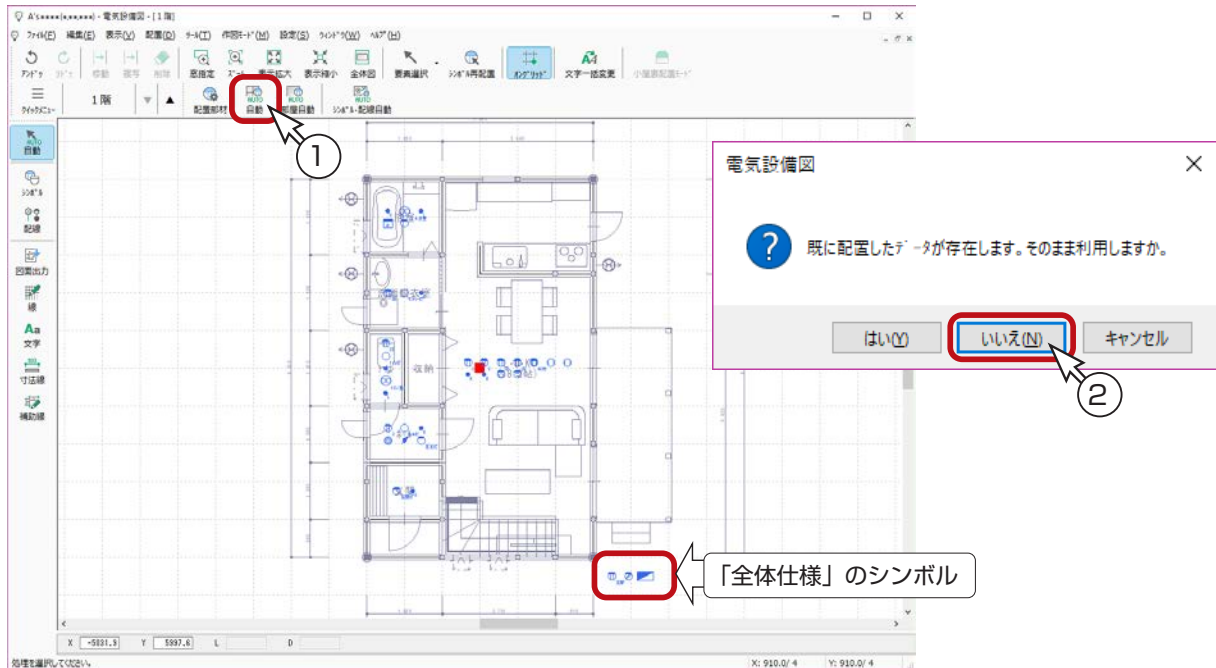 電気設備図 - [1 階]
ファイル(F) 編集(E) 表示(V) 配置(D) ツール(T) 作図モード(M) 設定(S) ウィンドウ(W) ヘルプ(H)
アンドゥ 移動 複写 削除 窓指定 表示拡大 表示縮小 全体図 要素選択 シンボル再配置 オングリッド 文字一括変更
クイックメニュー 1 階 ▼ ▲ 配置部材 自動 部屋自動 シンボル・配線自動
AUTO
自動
シンボル
配線
図面出力
線
Aa
文字
寸法線
補助線
収納
①
電気設備図
既に配置したデータが存在します。そのまま利用しますか。
はい(Y) いいえ(N) キャンセル
②
「全体仕様」のシンボル
X -5031.3 Y 5997.6 L D
処理を選択してください。 X: 910.0/ 4 Y: 910.0/ 4